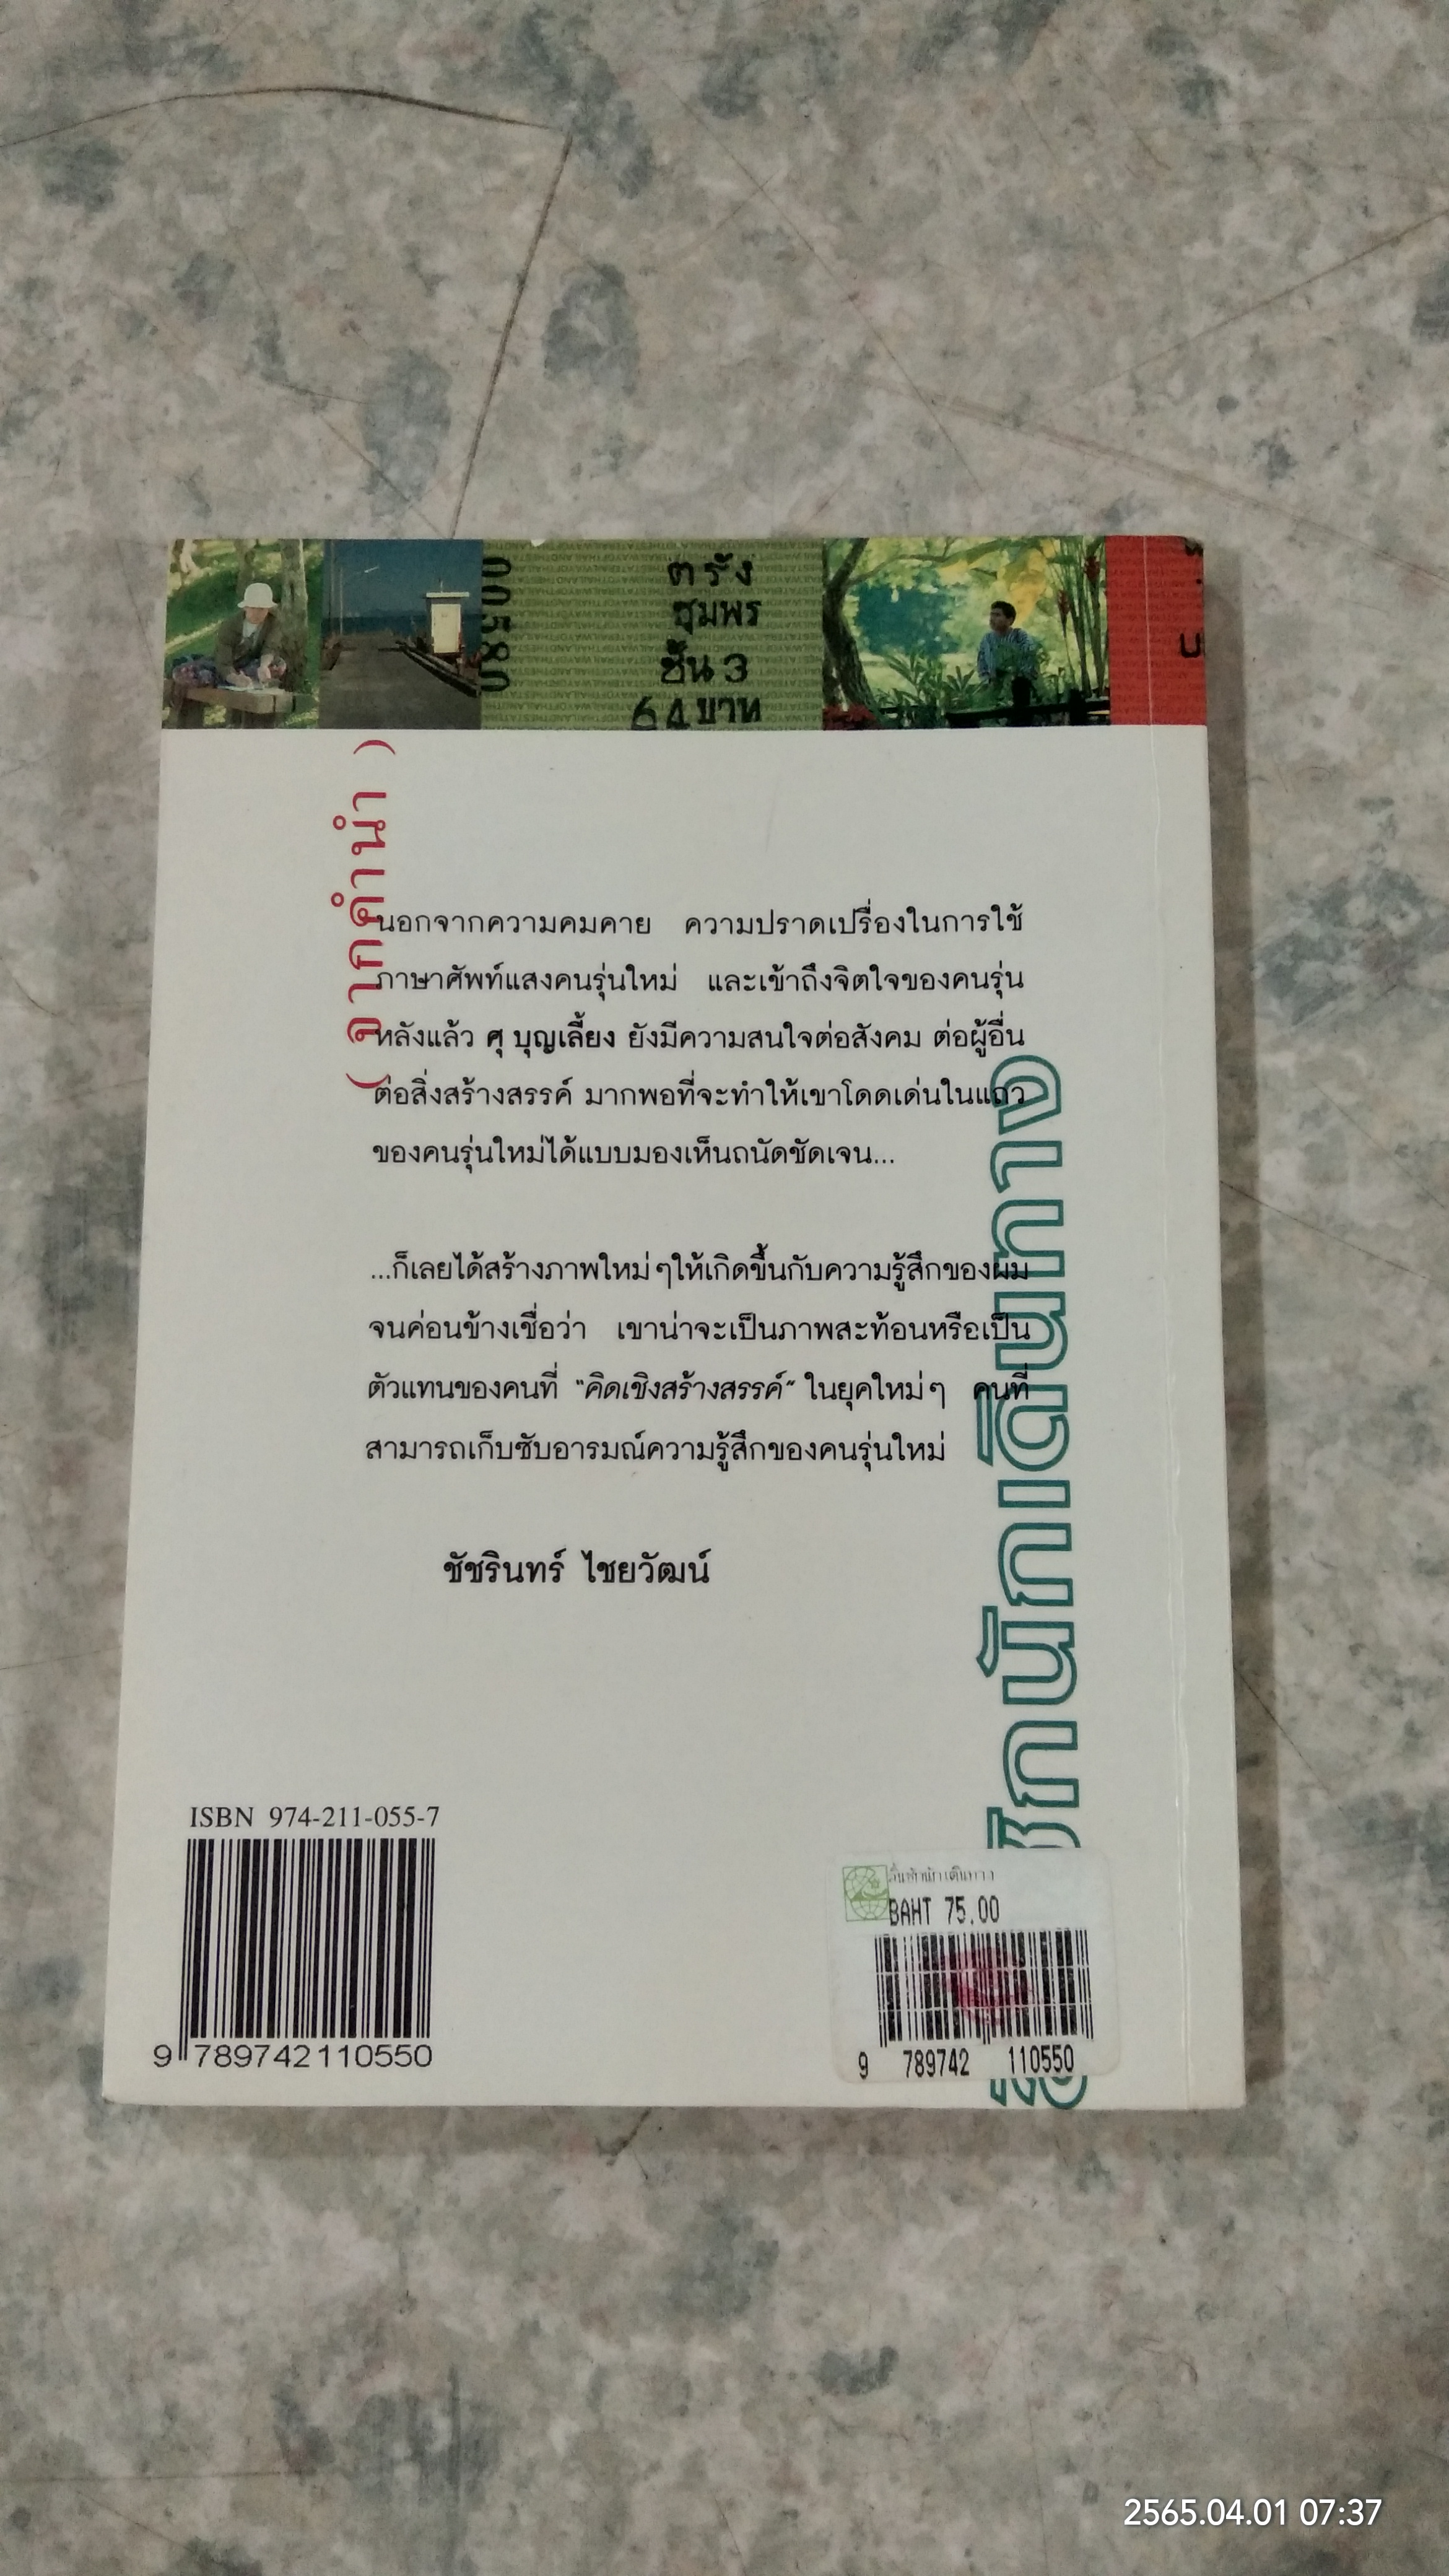 ตรัง
ชุมพร
ชั้น 3
64 บาท
00580
( จากคำนำ )
นอกจากความคมคาย ความปราดเปรื่องในการใช้
ภาษาศัพท์แสงคนรุ่นใหม่ และเข้าถึงจิตใจของคนรุ่น
หลังแล้ว ศุ บุญเลี้ยง ยังมีความสนใจต่อสังคม ต่อผู้อื่น
ต่อสิ่งสร้างสรรค์ มากพอที่จะทำให้เขาโดดเด่นในแถว
ของคนรุ่นใหม่ได้แบบมองเห็นถนัดชัดเจน...
...ก็เลยได้สร้างภาพใหม่ๆให้เกิดขึ้นกับความรู้สึกของผม
จนค่อนข้างเชื่อว่า เขาน่าจะเป็นภาพสะท้อนหรือเป็น
ตัวแทนของคนที่ "คิดเชิงสร้างสรรค์" ในยุคใหม่ๆ คนที่
สามารถเก็บซับอารมณ์ความรู้สึกของคนรุ่นใหม่
ชัชรินทร์ ไชยวัฒน์
นักเดินทาง
ISBN 974-211-055-7
9 789742110550
BAHT 75.00
9 789742 110550
2565.04.01 07:37